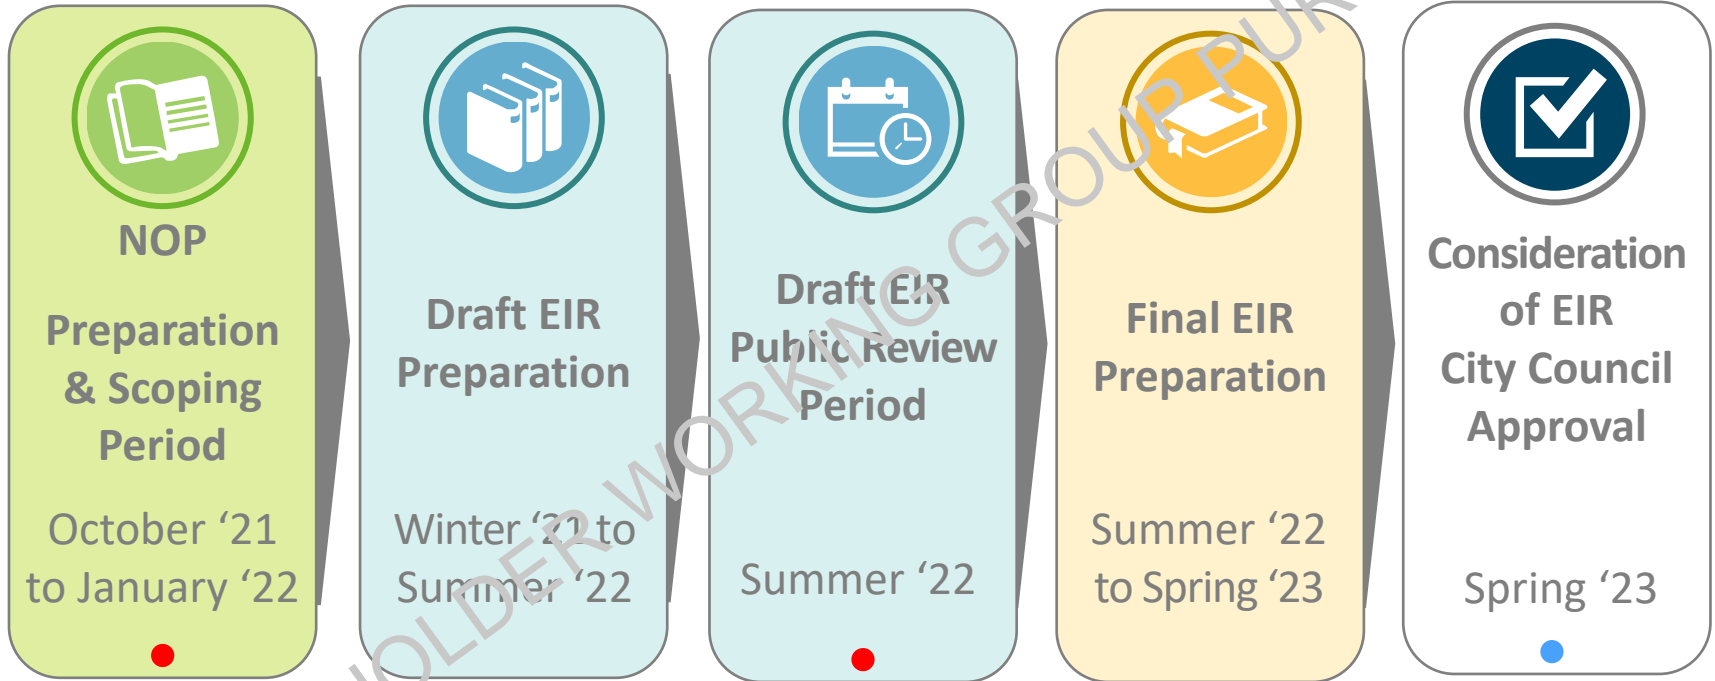 NOP
Preparation
& Scoping
Period
October ‘21
to January ‘22
Draft EIR
Preparation
Winter ‘21 to
Summer ‘22
Draft EIR
Public Review
Period
Summer ‘22
Final EIR
Preparation
Summer ‘22
to Spring ‘23
Consideration
of EIR
City Council
Approval
Spring ‘23
WORKING GROUP